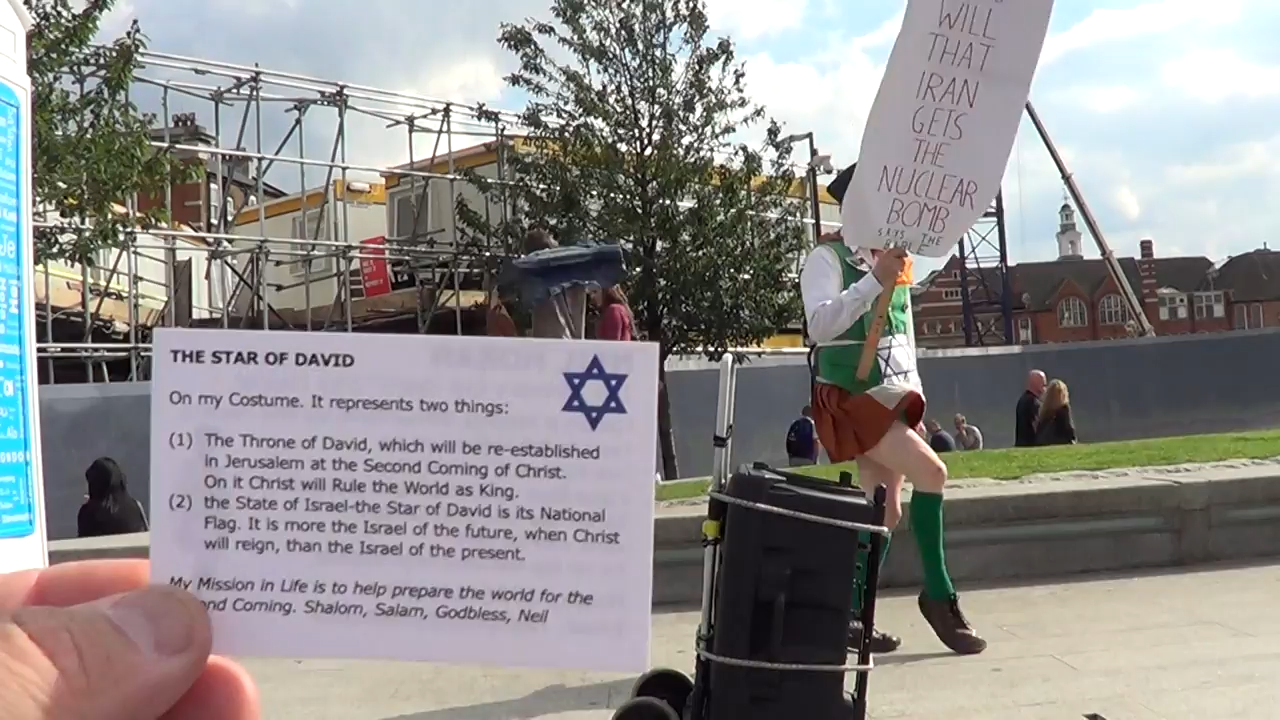 WILL
THAT
IRAN
GETS
THE
NUCLEAR
BOMB
SAYS THE
THE STAR OF DAVID
On my Costume. It represents two things:
(1) The Throne of David, which will be re-established
in Jerusalem at the Second Coming of Christ.
On it Christ will Rule the World as King.
(2) the State of Israel-the Star of David is its National
Flag. It is more the Israel of the future, when Christ
will reign, than the Israel of the present.
My Mission in Life is to help prepare the world for the
ond Coming. Shalom, Salam, Godbless, Neil